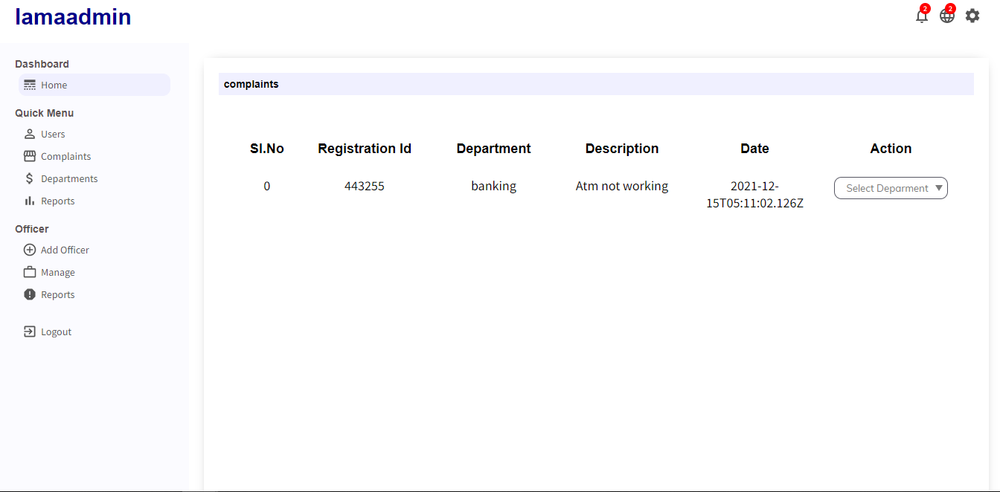 lamaadmin
2
2
Dashboard
Home
Quick Menu
Users
Complaints
Departments
Reports
Officer
Add Officer
Manage
Reports
Logout
complaints
Sl.No Registration Id Department Description Date Action
0 443255 banking Atm not working 2021-12-
15T05:11:02.126Z
Select Deparment